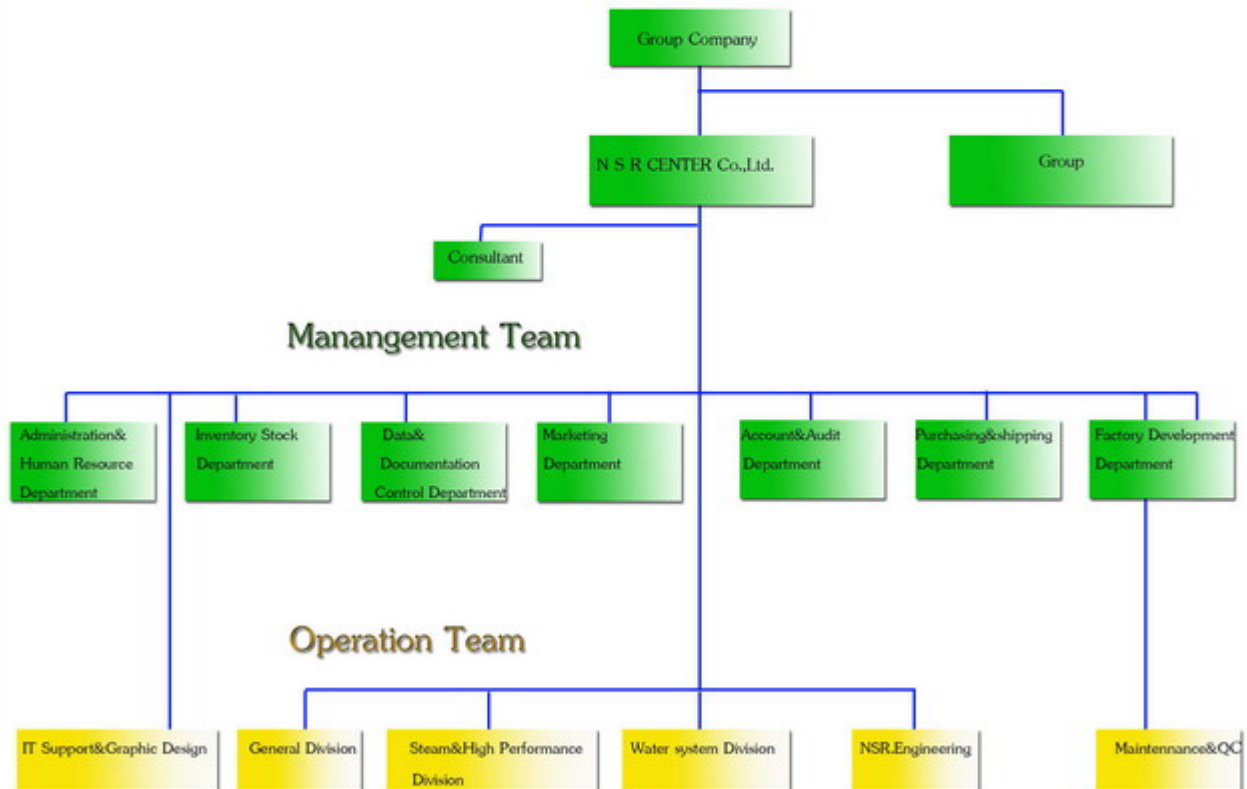 Group Company
N S R CENTER Co.,Ltd.
Group
Consultant
Manangement Team
Administration&
Human Resource
Department
Inventory Stock
Department
Data&
Documentation
Control Department
Marketing
Department
Account&Audit
Department
Purchasing&shipping
Department
Factory Development
Department
Operation Team
IT Support&Graphic Design
General Division
Steam&High Performance
Division
Water system Division
NSR.Engineering
Maintennance&QC